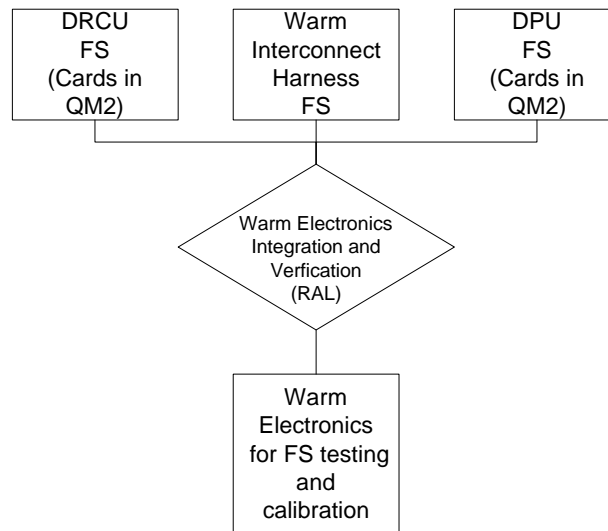 DRCU
FS
(Cards in
QM2)
Warm
Interconnect
Harness
FS
DPU
FS
(Cards in
QM2)
Warm Electronics
Integration and
Verfication
(RAL)
Warm
Electronics
for FS testing
and
calibration